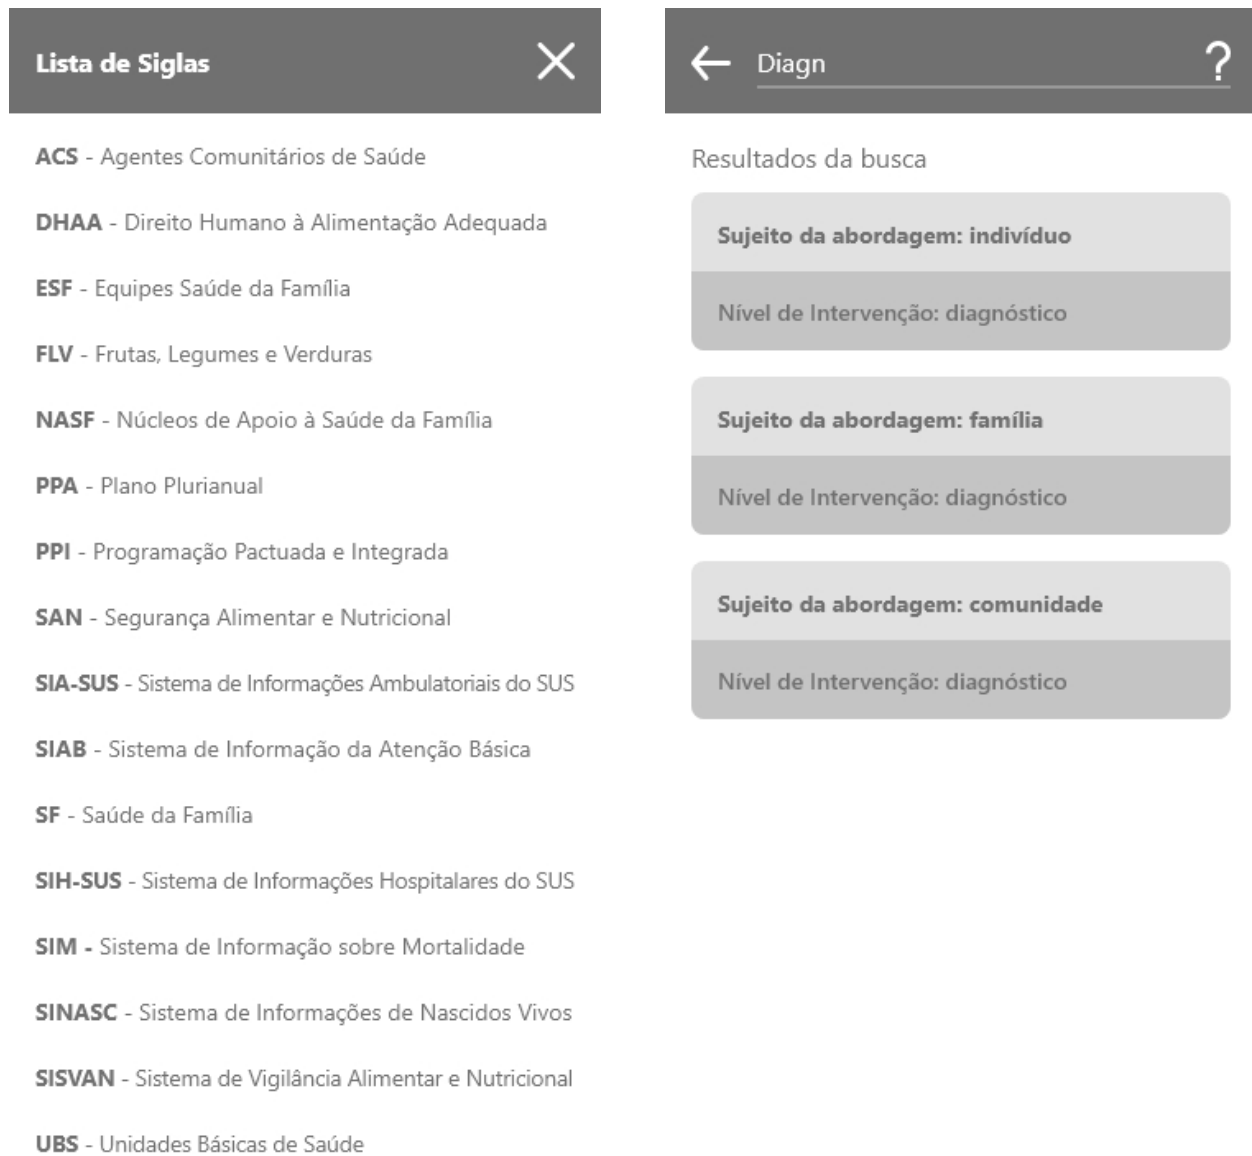 Lista de Siglas
ACS - Agentes Comunitários de Saúde
DHAA - Direito Humano à Alimentação Adequada
ESF - Equipes Saúde da Família
FLV - Frutas, Legumes e Verduras
NASF - Núcleos de Apoio à Saúde da Família
PPA - Plano Plurianual
PPI - Programação Pactuada e Integrada
SAN - Segurança Alimentar e Nutricional
SIA-SUS - Sistema de Informações Ambulatoriais do SUS
SIAB - Sistema de Informação da Atenção Básica
SF - Saúde da Família
SIH-SUS - Sistema de Informações Hospitalares do SUS
SIM - Sistema de Informação sobre Mortalidade
SINASC - Sistema de Informações de Nascidos Vivos
SISVAN - Sistema de Vigilância Alimentar e Nutricional
UBS - Unidades Básicas de Saúde
Diagn ?
Resultados da busca
Sujeito da abordagem: indivíduo
Nível de Intervenção: diagnóstico
Sujeito da abordagem: família
Nível de Intervenção: diagnóstico
Sujeito da abordagem: comunidade
Nível de Intervenção: diagnóstico